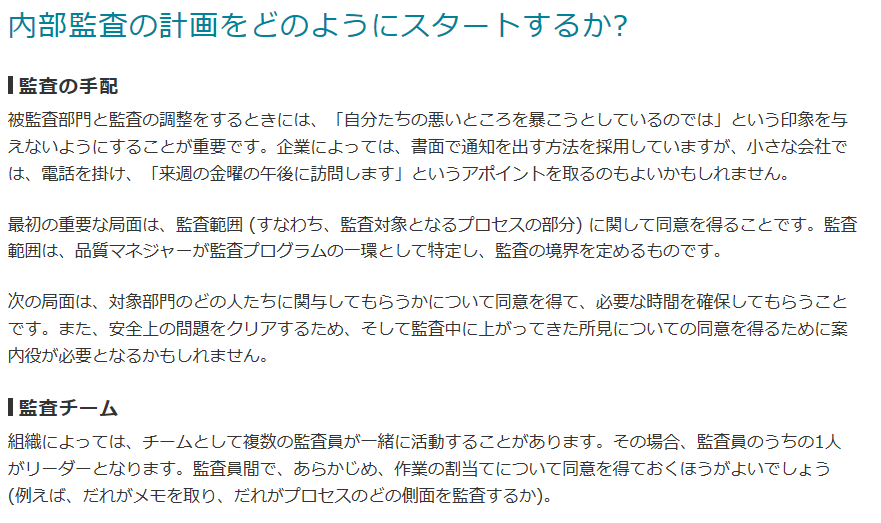 内部監査の計画をどのようにスタートするか?
監査の手配
被監査部門と監査の調整をするときには、「自分たちの悪いところを暴こうとしているのでは」という印象を与
えないようにすることが重要です。企業によっては、書面で通知を出す方法を採用していますが、小さな会社で
は、電話を掛け、「来週の金曜の午後に訪問します」というアポイントを取るのもよいかもしれません。
最初の重要な局面は、監査範囲 (すなわち、監査対象となるプロセスの部分) に関して同意を得ることです。監査
範囲は、品質マネジャーが監査プログラムの一環として特定し、監査の境界を定めるものです。
次の局面は、対象部門のどの人たちに関与してもらうかについて同意を得て、必要な時間を確保してもらうこと
です。また、安全上の問題をクリアするため、そして監査中に上がってきた所見についての同意を得るために案
内役が必要となるかもしれません。
監査チーム
組織によっては、チームとして複数の監査員が一緒に活動することがあります。その場合、監査員のうちの1人
がリーダーとなります。監査員間で、あらかじめ、作業の割当てについて同意を得ておくほうがよいでしょう
(例えば、だれがメモを取り、だれがプロセスのどの側面を監査するか)。